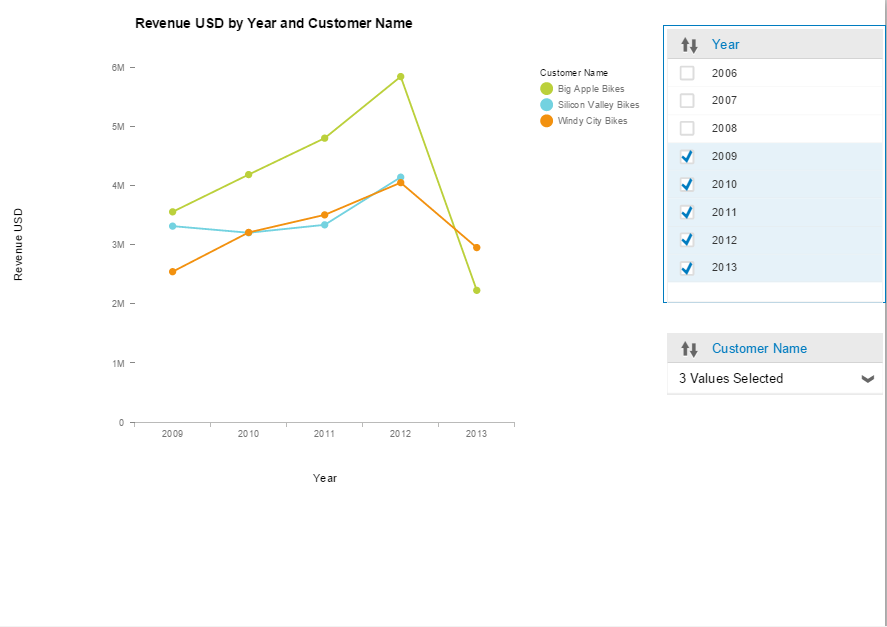 Revenue USD by Year and Customer Name
Revenue USD
6M
5M
4M
3M
2M
1M
0
2009 2010 2011 2012 2013
Year
Customer Name
Big Apple Bikes
Silicon Valley Bikes
Windy City Bikes
Year
2006
2007
2008
2009
2010
2011
2012
2013
Customer Name
3 Values Selected